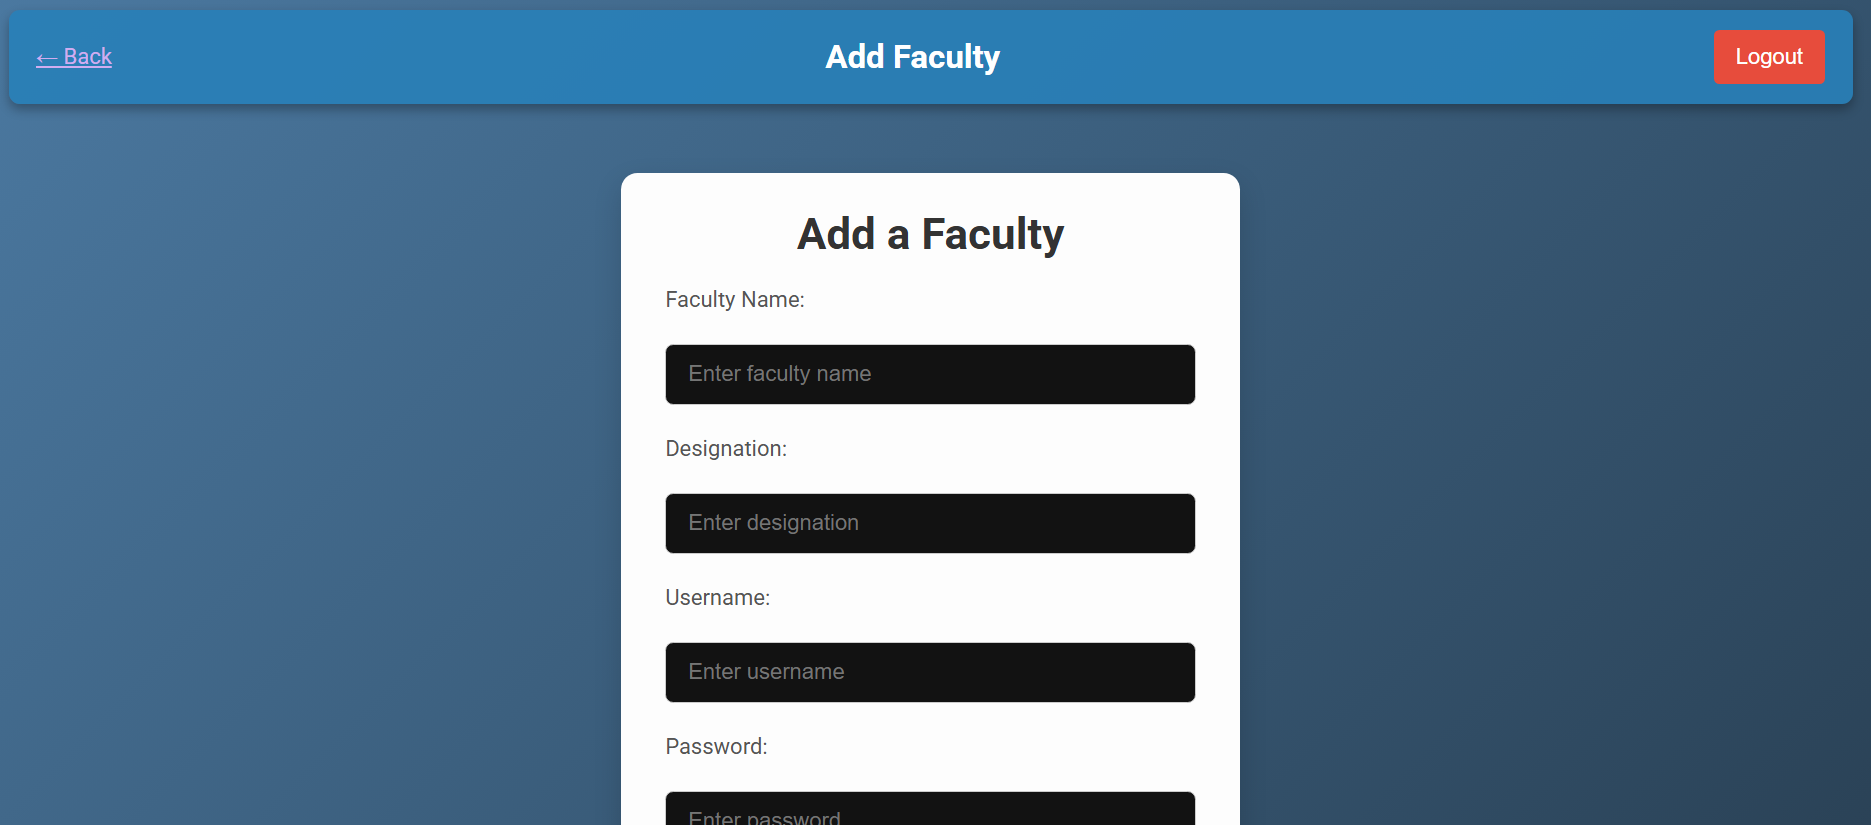 ← Back
Add Faculty
Logout
Add a Faculty
Faculty Name:
Enter faculty name
Designation:
Enter designation
Username:
Enter username
Password:
Enter password